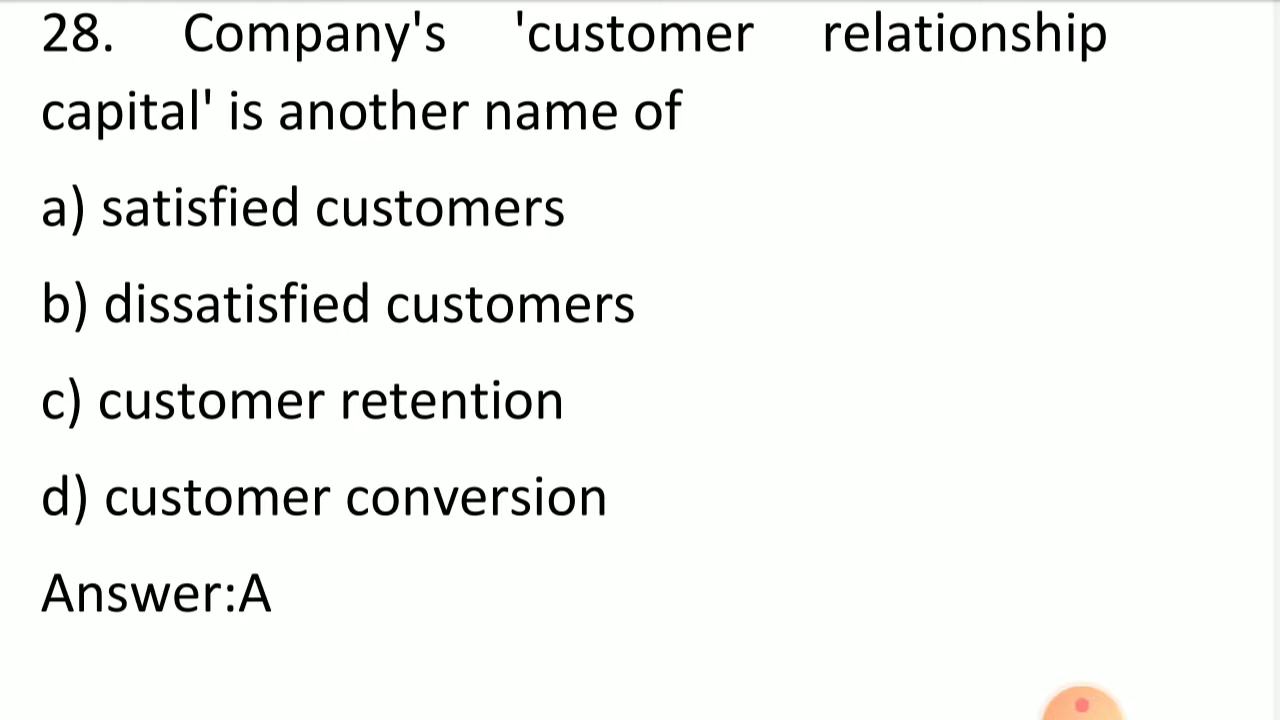 28. Company's 'customer relationship
capital' is another name of
a) satisfied customers
b) dissatisfied customers
c) customer retention
d) customer conversion
Answer:A